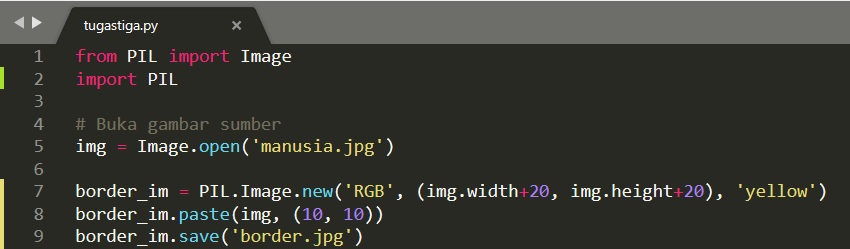 tugastiga.py ×
1 from PIL import Image
2 import PIL
3
4 # Buka gambar sumber
5 img = Image.open('manusia.jpg')
6
7 border_im = PIL.Image.new('RGB', (img.width+20, img.height+20), 'yellow')
8 border_im.paste(img, (10, 10))
9 border_im.save('border.jpg')